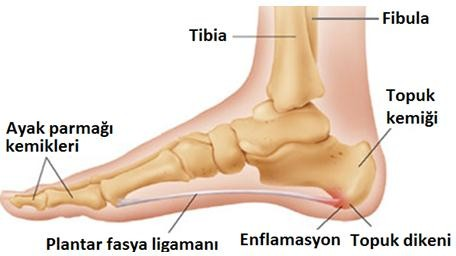 Fibula
Tibia
Topuk
kemiği
Ayak parmağı
kemikleri
Plantar fasya ligamanı
Enflamasyon
Topuk dikeni